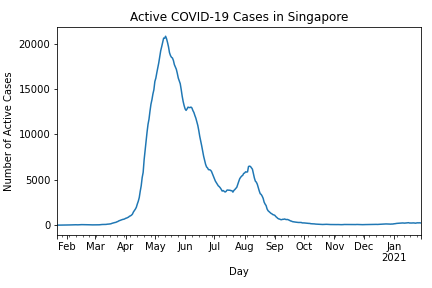 Active COVID-19 Cases in Singapore
20000
15000
10000
5000
0
Number of Active Cases
Feb Mar Apr May Jun Jul Aug Sep Oct Nov Dec Jan
2021
Day